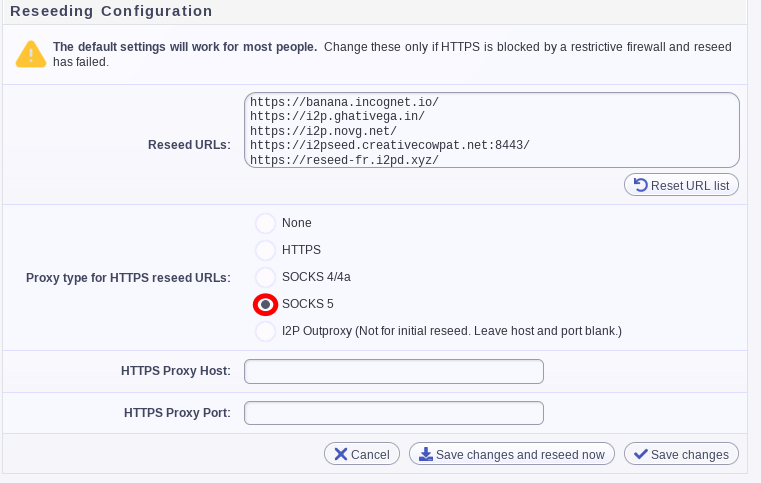 Reseeding Configuration
The default settings will work for most people. Change these only if HTTPS is blocked by a restrictive firewall and reseed
has failed.
Reseed URLs:
https://banana.incognet.io/
https://i2p.ghativega.in/
https://i2p.novg.net/
https://i2pseed.creativecowpat.net:8443/
https://reseed-fr.i2pd.xyz/
Reset URL list
Proxy type for HTTPS reseed URLs:
None
HTTPS
SOCKS 4/4a
SOCKS 5
I2P Outproxy (Not for initial reseed. Leave host and port blank.)
HTTPS Proxy Host:
HTTPS Proxy Port:
Cancel Save changes and reseed now Save changes